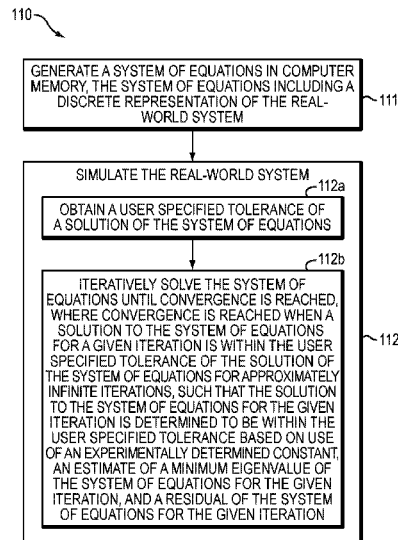 110
GENERATE A SYSTEM OF EQUATIONS IN COMPUTER
MEMORY, THE SYSTEM OF EQUATIONS INCLUDING A
DISCRETE REPRESENTATION OF THE REAL-
WORLD SYSTEM
111
SIMULATE THE REAL-WORLD SYSTEM
112a
OBTAIN A USER SPECIFIED TOLERANCE OF
A SOLUTION OF THE SYSTEM OF EQUATIONS
112b
ITERATIVELY SOLVE THE SYSTEM OF
EQUATIONS UNTIL CONVERGENCE IS REACHED,
WHERE CONVERGENCE IS REACHED WHEN A
SOLUTION TO THE SYSTEM OF EQUATIONS
FOR A GIVEN ITERATION IS WITHIN THE USER
SPECIFIED TOLERANCE OF THE SOLUTION OF
THE SYSTEM OF EQUATIONS FOR APPROXIMATELY
INFINITE ITERATIONS, SUCH THAT THE SOLUTION
TO THE SYSTEM OF EQUATIONS FOR THE GIVEN
ITERATION IS DETERMINED TO BE WITHIN THE
USER SPECIFIED TOLERANCE BASED ON USE
OF AN EXPERIMENTALLY DETERMINED CONSTANT,
AN ESTIMATE OF A MINIMUM EIGENVALUE OF
THE SYSTEM OF EQUATIONS FOR THE GIVEN
ITERATION, AND A RESIDUAL OF THE SYSTEM
OF EQUATIONS FOR THE GIVEN ITERATION
112